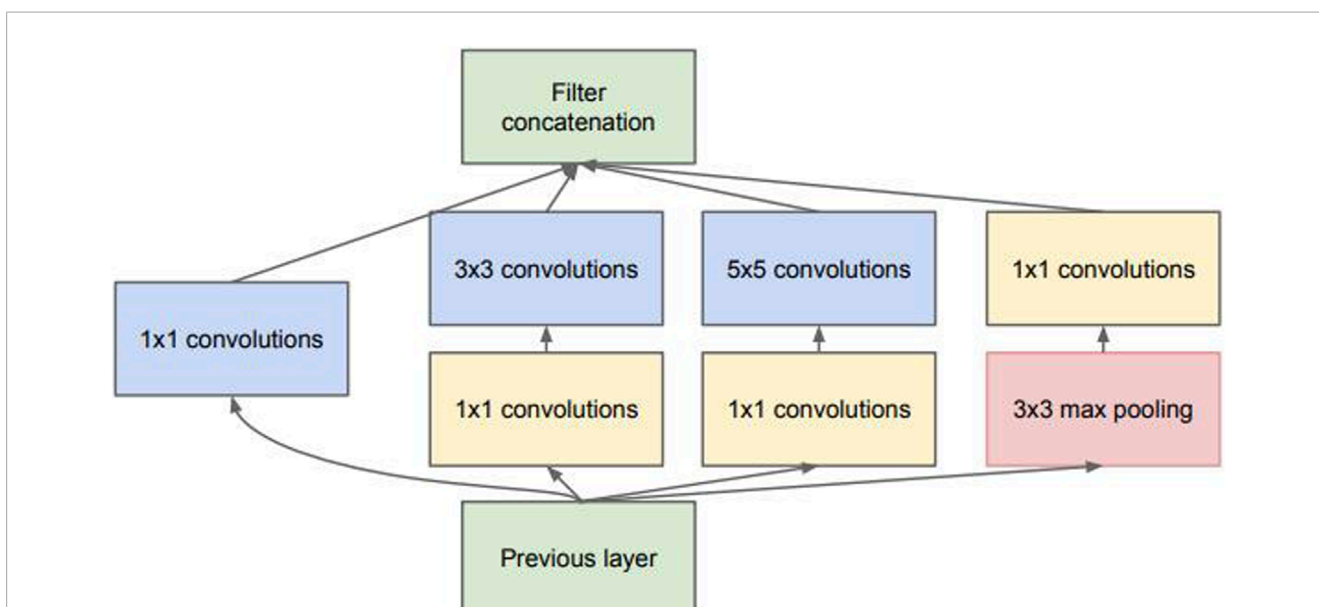 Filter
concatenation
3x3 convolutions
5x5 convolutions
1x1 convolutions
1x1 convolutions
1x1 convolutions
1x1 convolutions
3x3 max pooling
Previous layer